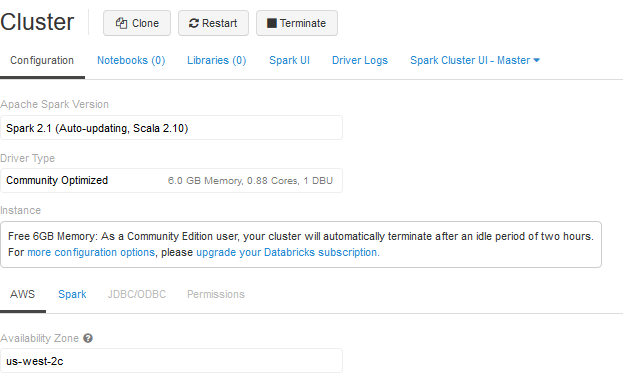 Cluster
Clone
Restart
Terminate
Configuration
Notebooks (0)
Libraries (0)
Spark UI
Driver Logs
Spark Cluster UI - Master
Apache Spark Version
Spark 2.1 (Auto-updating, Scala 2.10)
Driver Type
Community Optimized 6.0 GB Memory, 0.88 Cores, 1 DBU
Instance
Free 6GB Memory: As a Community Edition user, your cluster will automatically terminate after an idle period of two hours.
For more configuration options, please upgrade your Databricks subscription.
AWS
Spark
JDBC/ODBC
Permissions
Availability Zone ?
us-west-2c